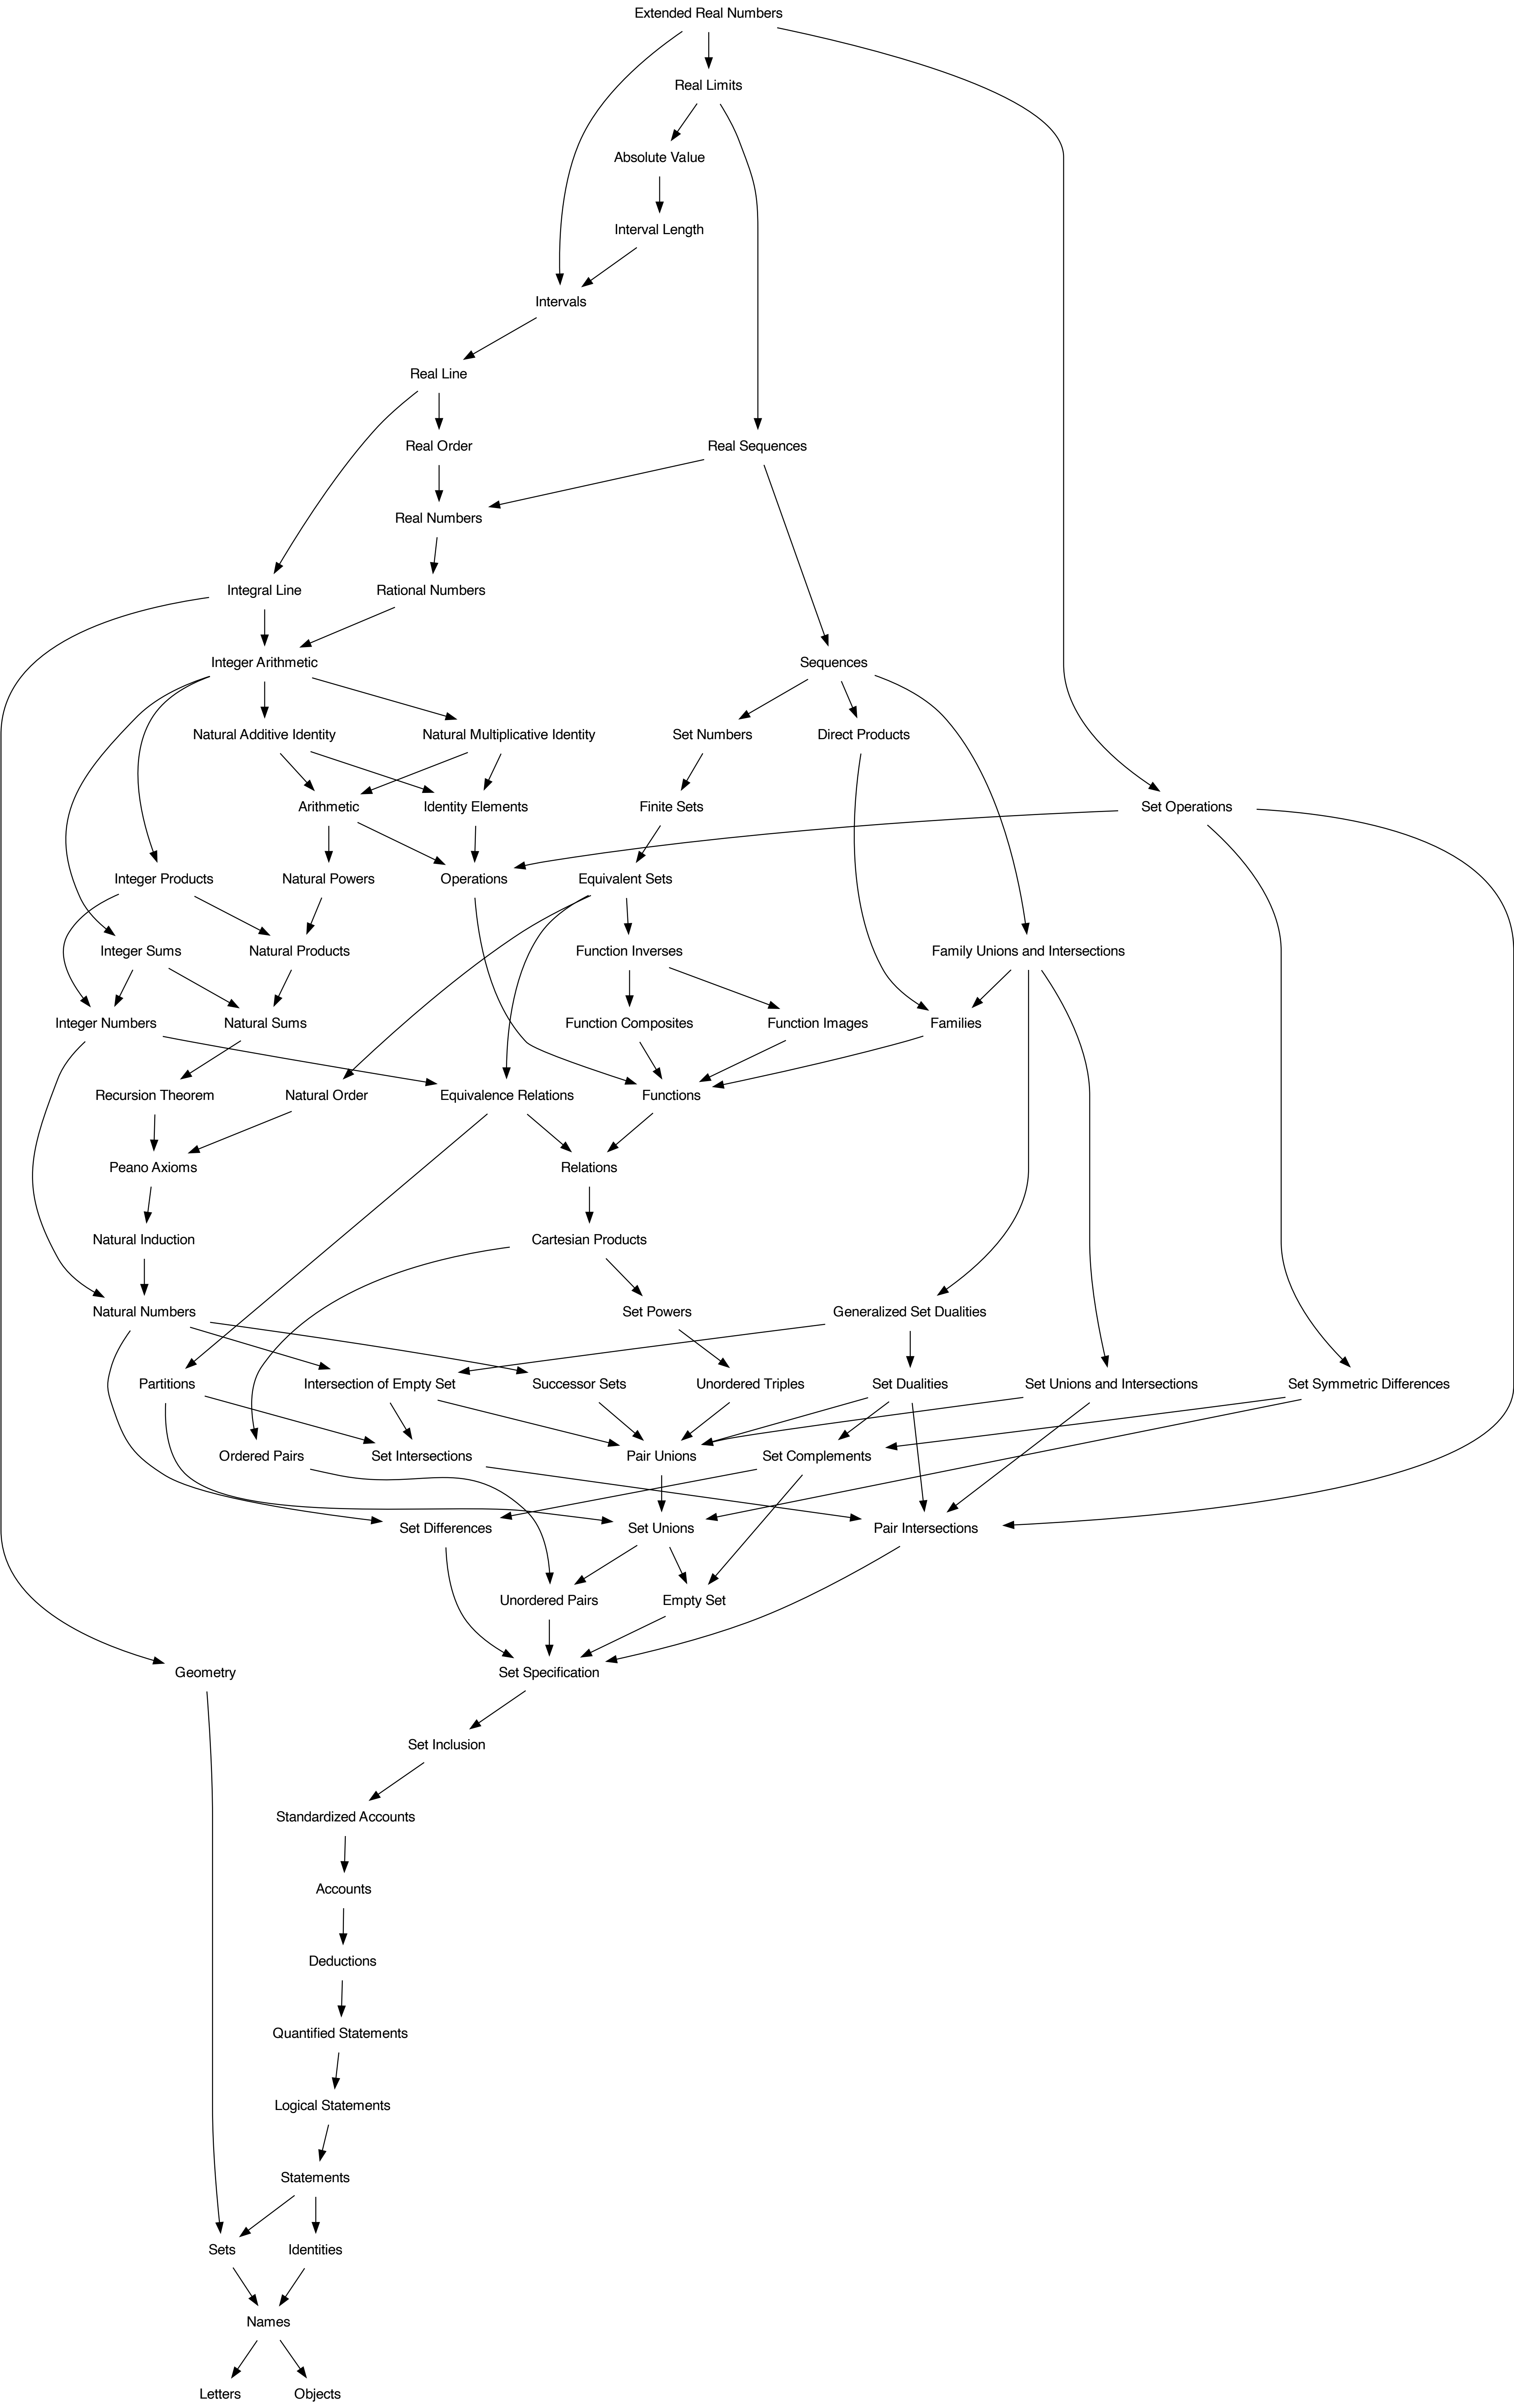 Extended Real Numbers
Real Limits
Absolute Value
Interval Length
Intervals
Real Line
Real Order
Real Sequences
Real Numbers
Integral Line
Rational Numbers
Integer Arithmetic
Sequences
Natural Additive Identity
Natural Multiplicative Identity
Set Numbers
Direct Products
Arithmetic
Identity Elements
Finite Sets
Set Operations
Integer Products
Natural Powers
Operations
Equivalent Sets
Integer Sums
Natural Products
Function Inverses
Family Unions and Intersections
Integer Numbers
Natural Sums
Function Composites
Function Images
Families
Recursion Theorem
Natural Order
Equivalence Relations
Functions
Peano Axioms
Relations
Natural Induction
Cartesian Products
Natural Numbers
Set Powers
Generalized Set Dualities
Partitions
Intersection of Empty Set
Successor Sets
Unordered Triples
Set Dualities
Set Unions and Intersections
Set Symmetric Differences
Ordered Pairs
Set Intersections
Pair Unions
Set Complements
Set Differences
Set Unions
Pair Intersections
Unordered Pairs
Empty Set
Geometry
Set Specification
Set Inclusion
Standardized Accounts
Accounts
Deductions
Quantified Statements
Logical Statements
Statements
Sets
Identities
Names
Letters
Objects